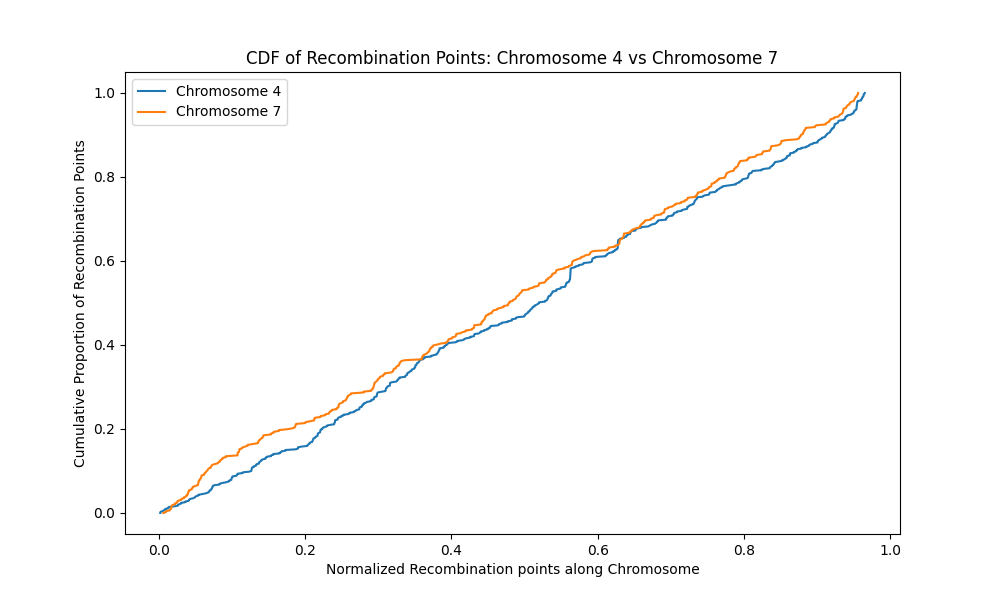 CDF of Recombination Points: Chromosome 4 vs Chromosome 7
Chromosome 4
Chromosome 7
Cumulative Proportion of Recombination Points
1.0
0.8
0.6
0.4
0.2
0.0
0.0 0.2 0.4 0.6 0.8 1.0
Normalized Recombination points along Chromosome